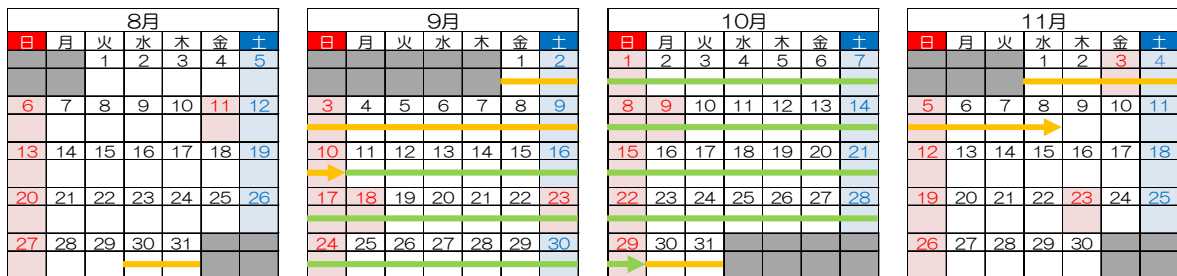 8月
日 月 火 水 木 金 土
1 2 3 4 5
6 7 8 9 10 11 12
13 14 15 16 17 18 19
20 21 22 23 24 25 26
27 28 29 30 31
9月
日 月 火 水 木 金 土
1 2
3 4 5 6 7 8 9
10 11 12 13 14 15 16
17 18 19 20 21 22 23
24 25 26 27 28 29 30
10月
日 月 火 水 木 金 土
1 2 3 4 5 6 7
8 9 10 11 12 13 14
15 16 17 18 19 20 21
22 23 24 25 26 27 28
29 30 31
11月
日 月 火 水 木 金 土
1 2 3 4
5 6 7 8 9 10 11
12 13 14 15 16 17 18
19 20 21 22 23 24 25
26 27 28 29 30